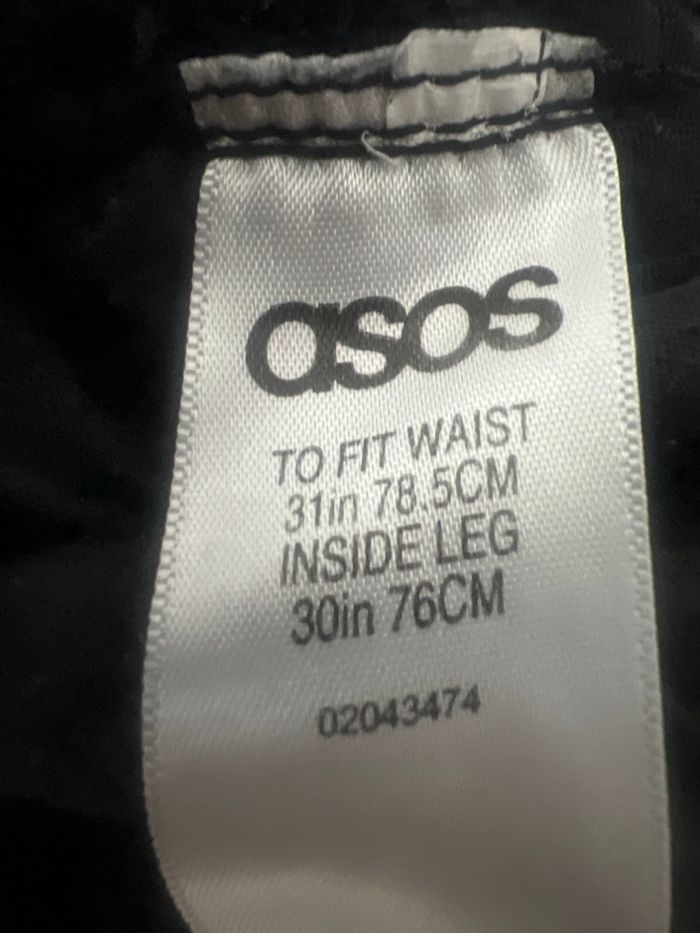 asos
TO FIT WAIST
31in 78.5CM
INSIDE LEG
30in 76CM
02043474